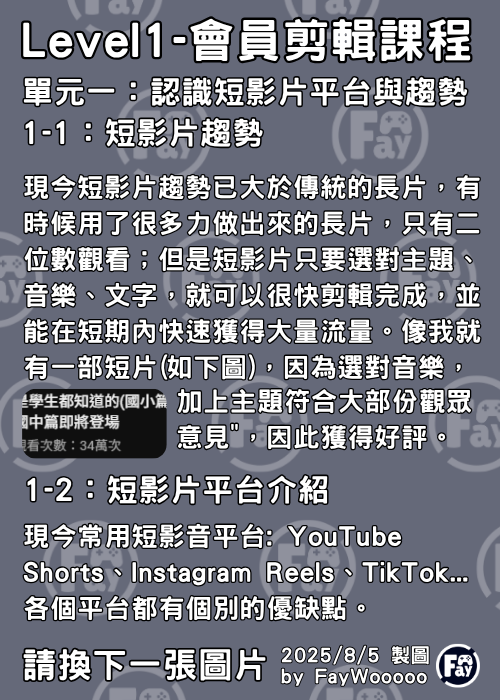 Level1-會員剪輯課程
單元一：認識短影片平台與趨勢
1-1：短影片趨勢
現今短影片趨勢已大於傳統的長片，有
時候用了很多力做出來的長片，只有二
位數觀看；但是短影片只要選對主題、
音樂、文字，就可以很快剪輯完成，並
能在短期內快速獲得大量流量。像我就
有一部短片(如下圖)，因為選對音樂，
學生都知道的(國小篇
中篇即將登場
看次數：34萬次
加上主題符合大部份觀眾
意見"，因此獲得好評。
1-2：短影片平台介紹
現今常用短影音平台: YouTube
Shorts、Instagram Reels、TikTok...
各個平台都有個別的優缺點。
請換下一張圖片
2025/8/5 製圖
by FayWooooo
Fay